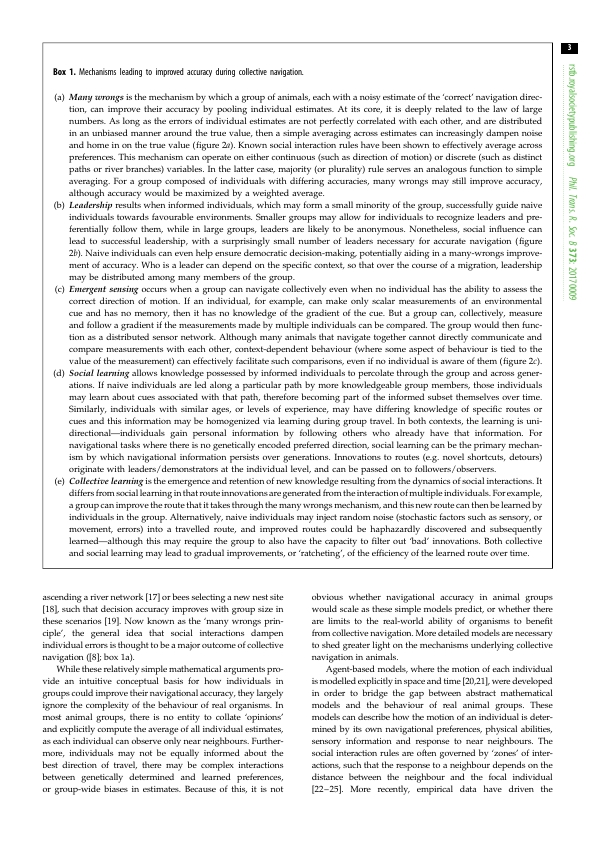 3
rstb.royalsocietypublishing.org Phil. Trans. R. Soc. B 373: 20170009
Box 1. Mechanisms leading to improved accuracy during collective navigation.
(a) Many wrongs is the mechanism by which a group of animals, each with a noisy estimate of the ‘correct’ navigation direc-
tion, can improve their accuracy by pooling individual estimates. At its core, it is deeply related to the law of large
numbers. As long as the errors of individual estimates are not perfectly correlated with each other, and are distributed
in an unbiased manner around the true value, then a simple averaging across estimates can increasingly dampen noise
and home in on the true value (figure 2a). Known social interaction rules have been shown to effectively average across
preferences. This mechanism can operate on either continuous (such as direction of motion) or discrete (such as distinct
paths or river branches) variables. In the latter case, majority (or plurality) rule serves an analogous function to simple
averaging. For a group composed of individuals with differing accuracies, many wrongs may still improve accuracy,
although accuracy would be maximized by a weighted average.
(b) Leadership results when informed individuals, which may form a small minority of the group, successfully guide naive
individuals towards favourable environments. Smaller groups may allow for individuals to recognize leaders and pre-
ferentially follow them, while in large groups, leaders are likely to be anonymous. Nonetheless, social influence can
lead to successful leadership, with a surprisingly small number of leaders necessary for accurate navigation (figure
2b). Naive individuals can even help ensure democratic decision-making, potentially aiding in a many-wrongs improve-
ment of accuracy. Who is a leader can depend on the specific context, so that over the course of a migration, leadership
may be distributed among many members of the group.
(c) Emergent sensing occurs when a group can navigate collectively even when no individual has the ability to assess the
correct direction of motion. If an individual, for example, can make only scalar measurements of an environmental
cue and has no memory, then it has no knowledge of the gradient of the cue. But a group can, collectively, measure
and follow a gradient if the measurements made by multiple individuals can be compared. The group would then func-
tion as a distributed sensor network. Although many animals that navigate together cannot directly communicate and
compare measurements with each other, context-dependent behaviour (where some aspect of behaviour is tied to the
value of the measurement) can effectively facilitate such comparisons, even if no individual is aware of them (figure 2c).
(d) Social learning allows knowledge possessed by informed individuals to percolate through the group and across gener-
ations. If naive individuals are led along a particular path by more knowledgeable group members, those individuals
may learn about cues associated with that path, therefore becoming part of the informed subset themselves over time.
Similarly, individuals with similar ages, or levels of experience, may have differing knowledge of specific routes or
cues and this information may be homogenized via learning during group travel. In both contexts, the learning is uni-
directional—individuals gain personal information by following others who already have that information. For
navigational tasks where there is no genetically encoded preferred direction, social learning can be the primary mechan-
ism by which navigational information persists over generations. Innovations to routes (e.g. novel shortcuts, detours)
originate with leaders/demonstrators at the individual level, and can be passed on to followers/observers.
(e) Collective learning is the emergence and retention of new knowledge resulting from the dynamics of social interactions. It
differs from social learning in that route innovations are generated from the interaction of multiple individuals. For example,
a group can improve the route that it takes through the many wrongs mechanism, and this new route can then be learned by
individuals in the group. Alternatively, naive individuals may inject random noise (stochastic factors such as sensory, or
movement, errors) into a travelled route, and improved routes could be haphazardly discovered and subsequently
learned—although this may require the group to also have the capacity to filter out ‘bad’ innovations. Both collective
and social learning may lead to gradual improvements, or ‘ratcheting’, of the efficiency of the learned route over time.
ascending a river network [17] or bees selecting a new nest site
[18], such that decision accuracy improves with group size in
these scenarios [19]. Now known as the ‘many wrongs prin-
ciple’, the general idea that social interactions dampen
individual errors is thought to be a major outcome of collective
navigation ([8]; box 1a).
While these relatively simple mathematical arguments pro-
vide an intuitive conceptual basis for how individuals in
groups could improve their navigational accuracy, they largely
ignore the complexity of the behaviour of real organisms. In
most animal groups, there is no entity to collate ‘opinions’
and explicitly compute the average of all individual estimates,
as each individual can observe only near neighbours. Further-
more, individuals may not be equally informed about the
best direction of travel, there may be complex interactions
between genetically determined and learned preferences,
or group-wide biases in estimates. Because of this, it is not
obvious whether navigational accuracy in animal groups
would scale as these simple models predict, or whether there
are limits to the real-world ability of organisms to benefit
from collective navigation. More detailed models are necessary
to shed greater light on the mechanisms underlying collective
navigation in animals.
Agent-based models, where the motion of each individual
is modelled explicitly in space and time [20,21], were developed
in order to bridge the gap between abstract mathematical
models and the behaviour of real animal groups. These
models can describe how the motion of an individual is deter-
mined by its own navigational preferences, physical abilities,
sensory information and response to near neighbours. The
social interaction rules are often governed by ‘zones’ of inter-
actions, such that the response to a neighbour depends on the
distance between the neighbour and the focal individual
[22–25]. More recently, empirical data have driven the